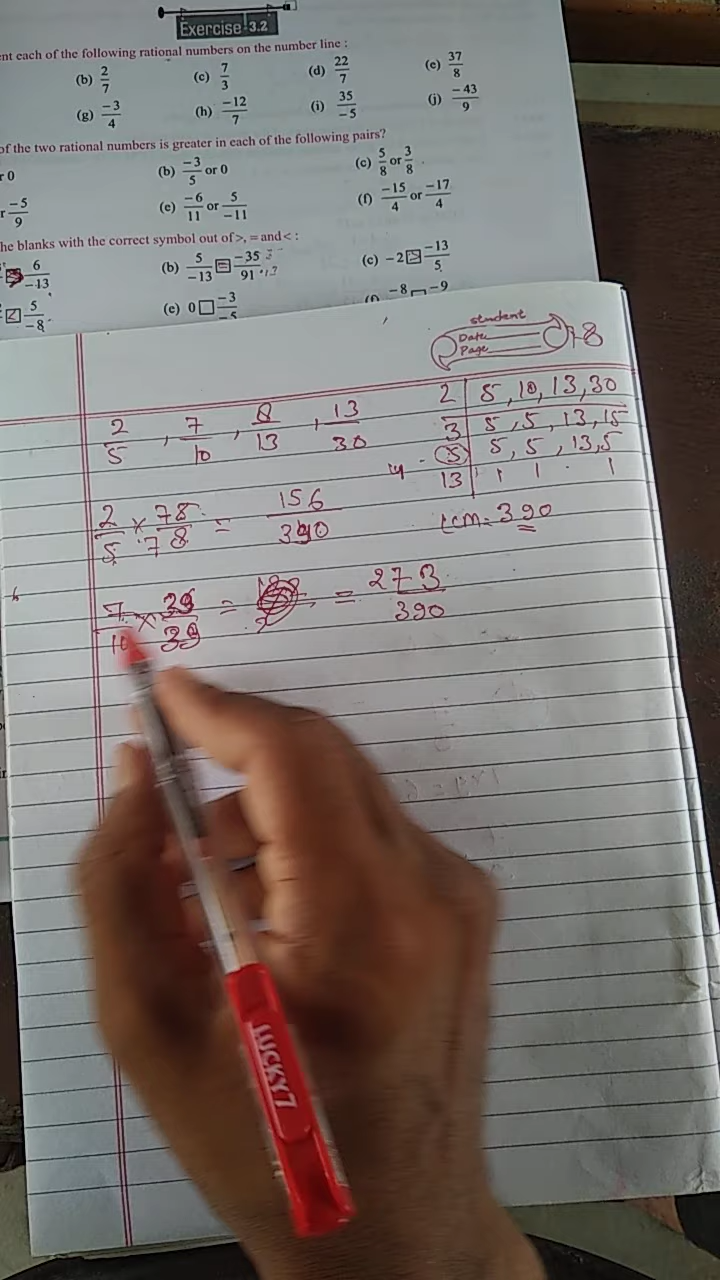 Exercise-3.2
nt each of the following rational numbers on the number line :
(b) 2/7 (c) 7/3 (d) 22/7 (e) 37/8
(g) -3/4 (h) -12/7 (i) 35/-5 (j) -43/9
of the two rational numbers is greater in each of the following pairs?
r 0 (b) -3/5 or 0 (c) 5/8 or 3/8
r -5/9 (e) -6/11 or 5/-11 (f) -15/4 or -17/4
he blanks with the correct symbol out of >, = and < :
6/-13 (b) 5/-13 = -35/91 (c) -2 > -13/5
< 5/-8 (e) 0 □ -3/-5 (f) -8 □ -9
student
Date
Page
2/5 , 7/10 , 8/13 , 13/30
2 | 5, 10, 13, 30
3 | 5, 5, 13, 15
5 | 5, 5, 13, 5
13 | 1 1 1
2/5 × 78/78 = 156/390
LCM = 390
7/10 × 39/39 = = 273/390
LUCKY7